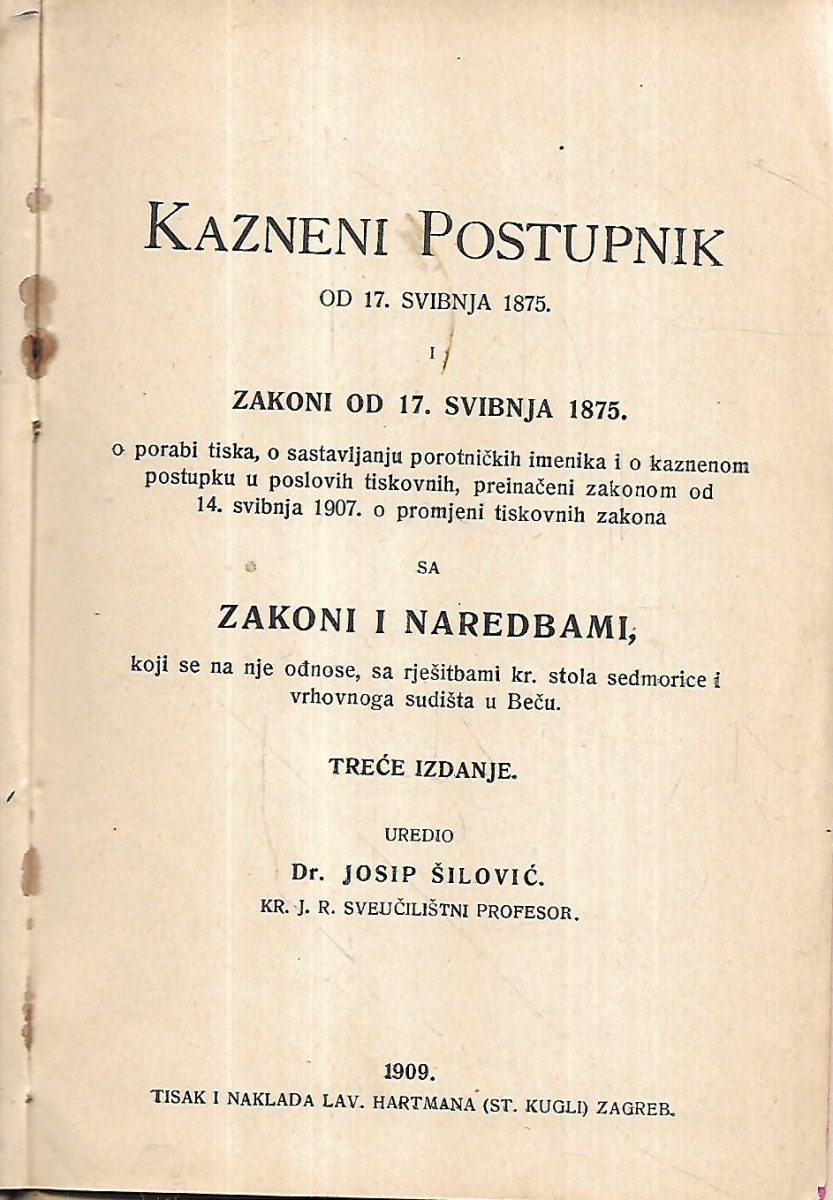 KAZNENI POSTUPNIK
OD 17. SVIBNJA 1875.
I
ZAKONI OD 17. SVIBNJA 1875.
o porabi tiska, o sastavljanju porotničkih imenika i o kaznenom
postupku u poslovih tiskovnih, preinačeni zakonom od
14. svibnja 1907. o promjeni tiskovnih zakona
SA
ZAKONI I NAREDBAMI,
koji se na nje odnose, sa rješitbami kr. stola sedmorice i
vrhovnoga sudišta u Beču.
TREĆE IZDANJE.
UREDIO
Dr. JOSIP ŠILOVIĆ.
KR. J. R. SVEUČILIŠTNI PROFESOR.
1909.
TISAK I NAKLADA LAV. HARTMANA (ST. KUGLI) ZAGREB.